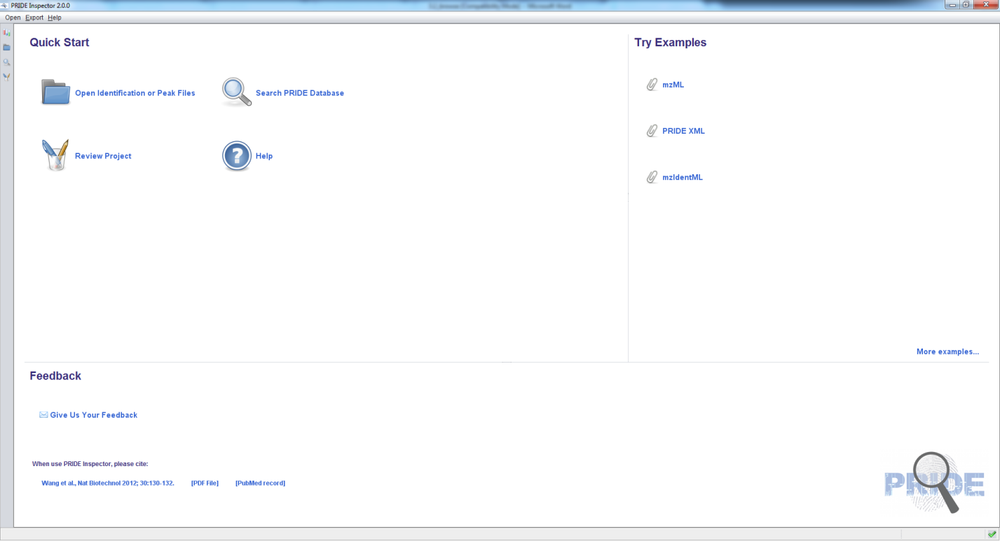 PRIDE Inspector 2.0.0
Open Export Help
Quick Start
Open Identification or Peak Files
Search PRIDE Database
Review Project
Help
Try Examples
mzML
PRIDE XML
mzIdentML
More examples...
Feedback
Give Us Your Feedback
When use PRIDE Inspector, please cite:
Wang et al., Nat Biotechnol 2012; 30:130-132. [PDF File] [PubMed record]
PRIDE